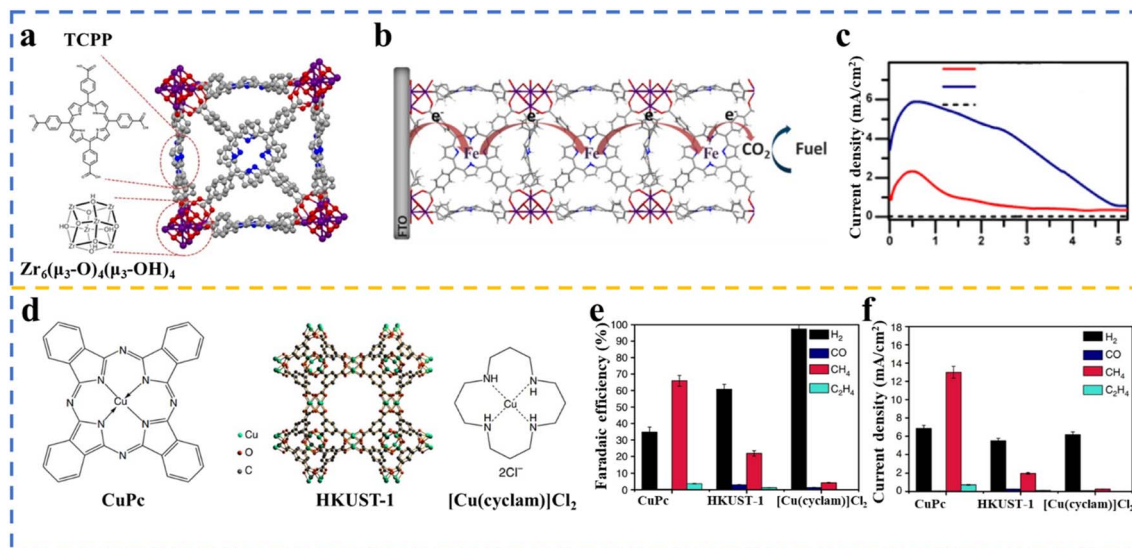 a
TCPP
Zr₆(μ₃-O)₄(μ₃-OH)₄
b
FTO
e⁻ e⁻ e⁻ e⁻
Fe Fe Fe
CO₂
Fuel
c
Current density (mA/cm²)
6
4
2
0
0 1 2 3 4 5
d
N N N
N Cu N
N N N
CuPc
Cu
O
C
HKUST-1
NH N H
Cu
N H HN
2Cl⁻
[Cu(cyclam)]Cl₂
e
Faradaic efficiency (%)
100
90
80
70
60
50
40
30
20
10
0
H₂
CO
CH₄
C₂H₄
CuPc HKUST-1 [Cu(cyclam)]Cl₂
f
Current density (mA/cm²)
18
16
14
12
10
8
6
4
2
0
H₂
CO
CH₄
C₂H₄
CuPc HKUST-1 [Cu(cyclam)]Cl₂